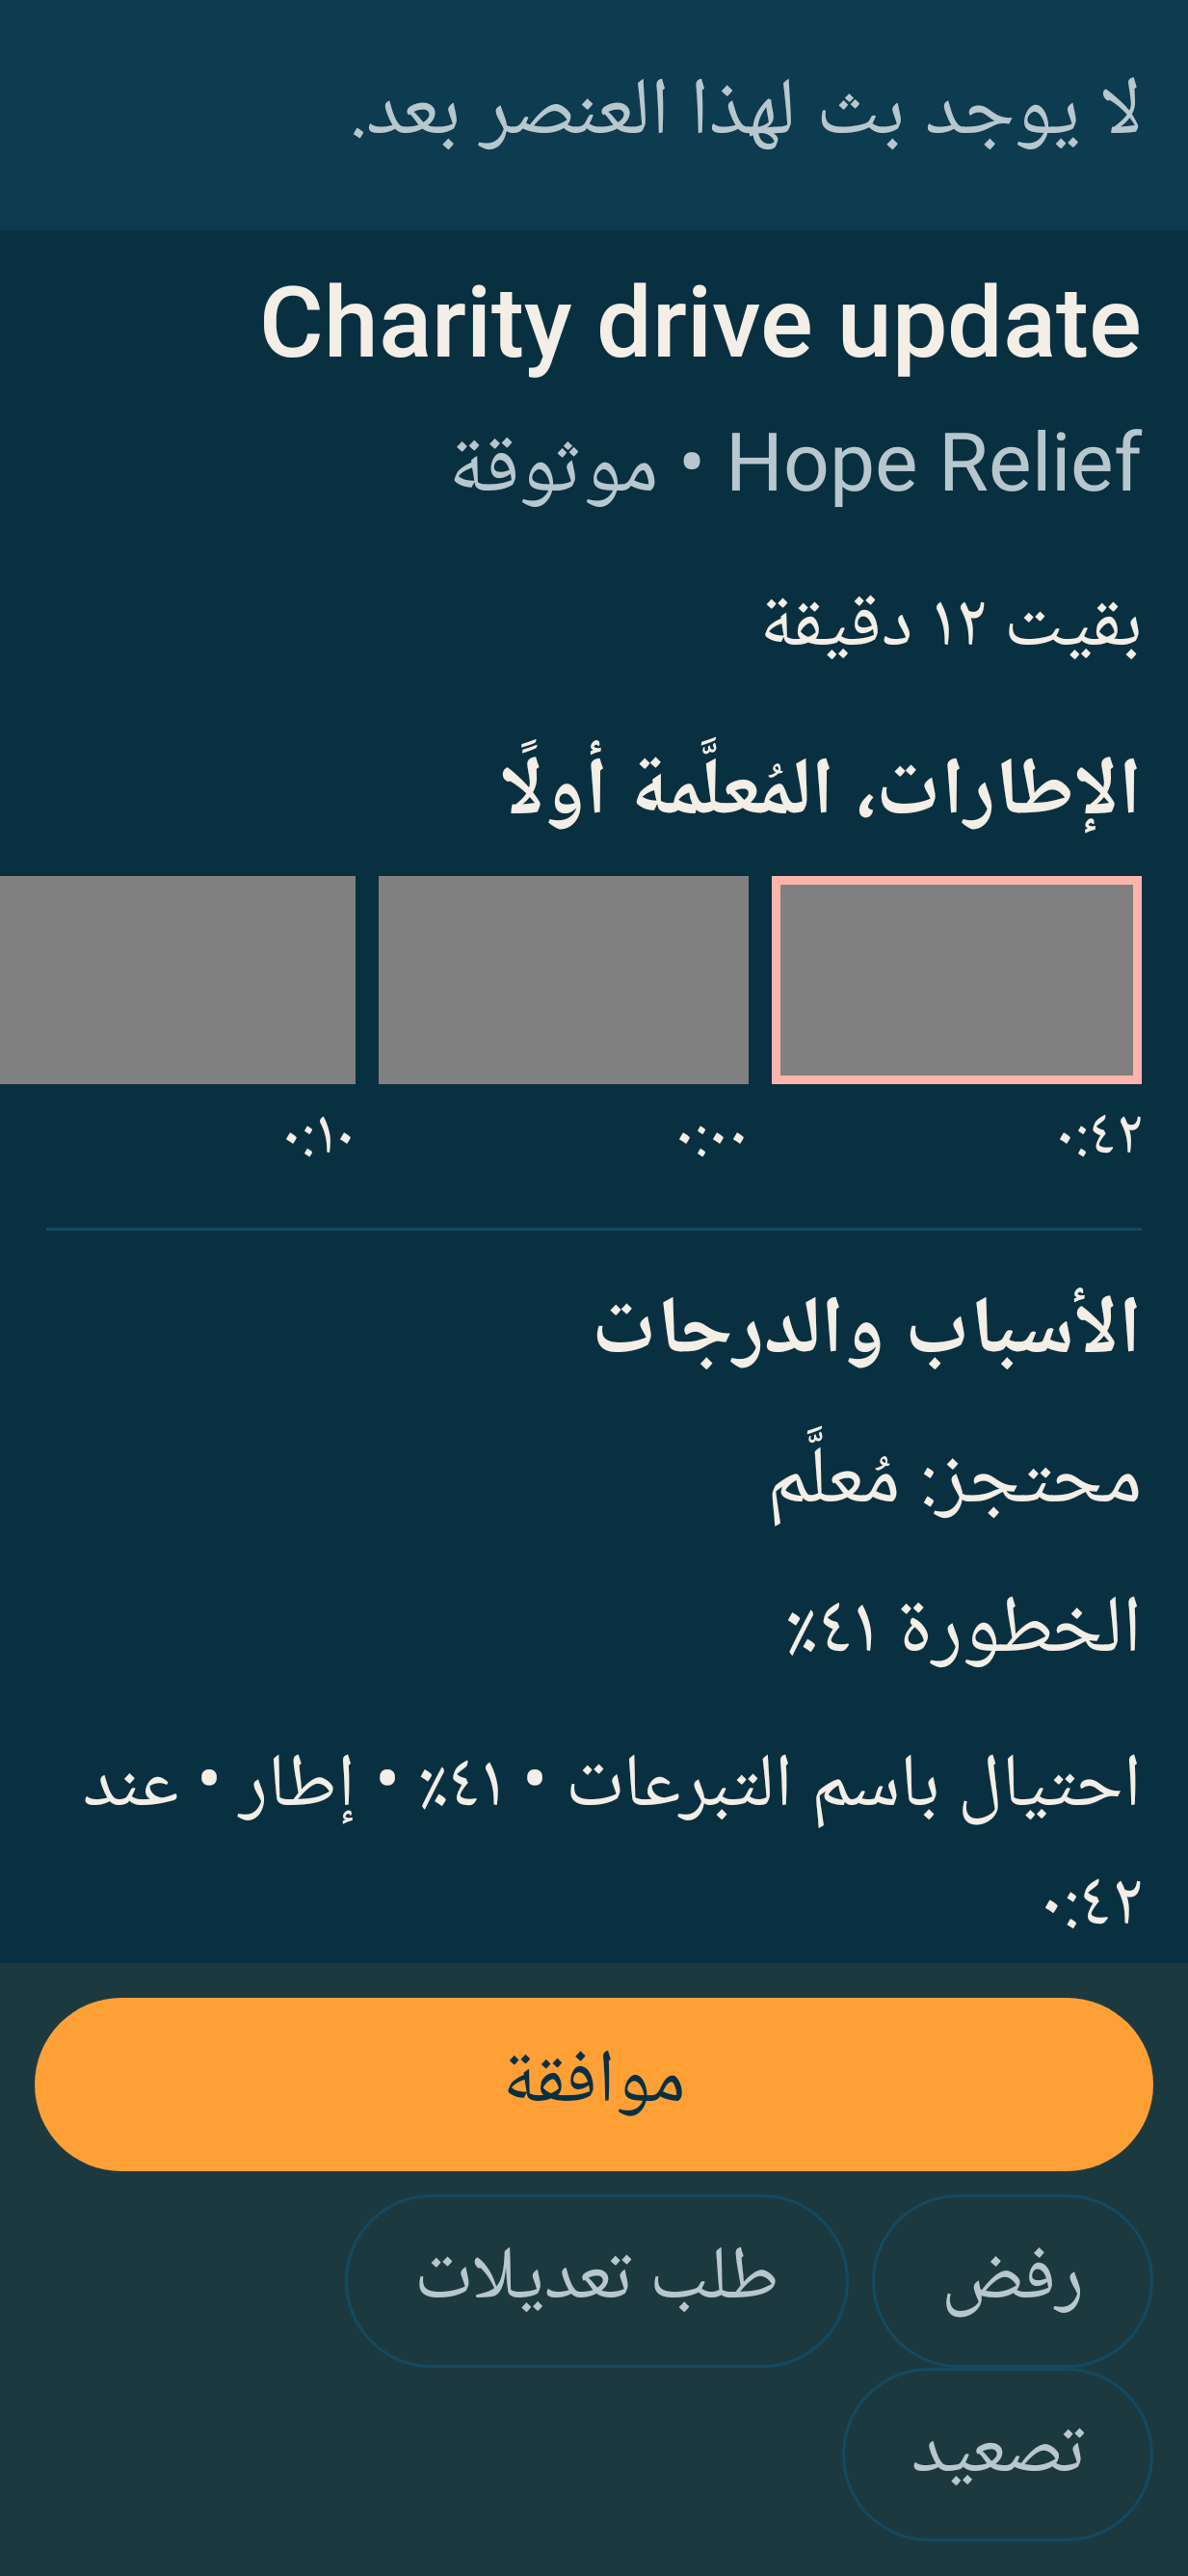 لا يوجد بث لهذا العنصر بعد.
Charity drive update
Hope Relief • موثوقة
بقيت ١٢ دقيقة
الإطارات، المُعلَّمة أولًا
٠:٤٢
٠:٠٠
٠:١٠
الأسباب والدرجات
محتجز: مُعلَّم
الخطورة ٤١٪
احتيال باسم التبرعات • ٤١٪ • إطار • عند
٠:٤٢
موافقة
رفض
طلب تعديلات
تصعيد